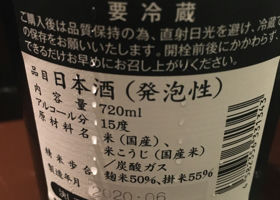 要冷蔵
ご購入後は品質保持の為、直射日光を避け、冷蔵
の保存をお願いします。開栓前後にかかわらず、
できるだけお早めにお召し上がりください。
品目 日本酒(発泡性)
内容量 720ml
アルコール分 15度
原材料名 米(国産)、
米こうじ(国産米)
/炭酸ガス
精米歩合 麹米50%、掛米55%
製造年月 2020.06